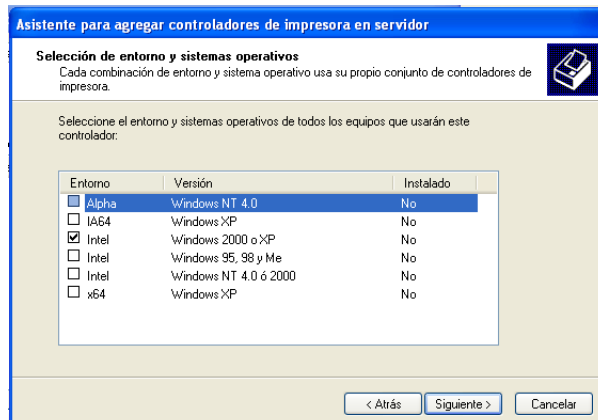 Asistente para agregar controladores de impresora en servidor
Selección de entorno y sistemas operativos
Cada combinación de entorno y sistema operativo usa su propio conjunto de controladores de
impresora.
Seleccione el entorno y sistemas operativos de todos los equipos que usarán este
controlador:
Entorno Versión Instalado
Alpha Windows NT 4.0 No
IA64 Windows XP No
Intel Windows 2000 o XP No
Intel Windows 95, 98 y Me No
Intel Windows NT 4.0 ó 2000 No
x64 Windows XP No
< Atrás Siguiente > Cancelar